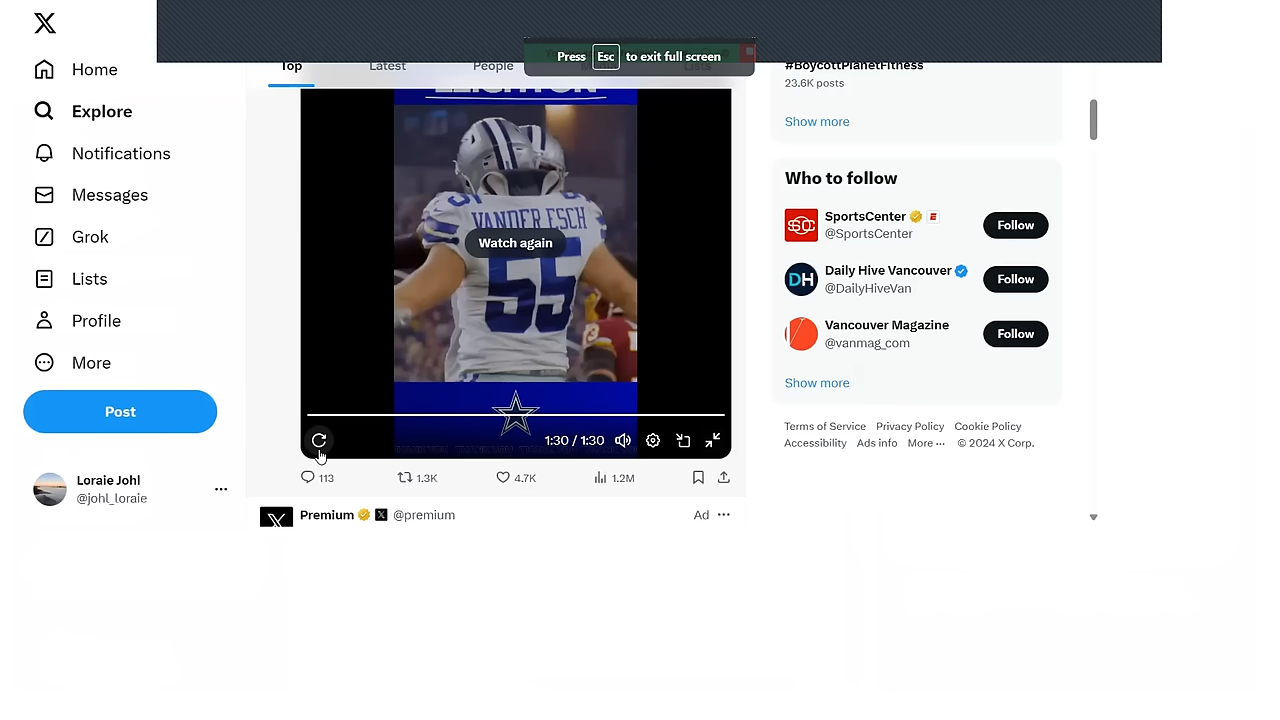 Home
Explore
Notifications
Messages
Grok
Lists
Profile
More
Post
Loraie Johl
@johl_loraie
Press Esc to exit full screen
Top
Latest
People
VANDER ESCH
55
Watch again
1:30 / 1:30
113
1.3K
4.7K
1.2M
Premium @premium
Ad
#BoycottPlanetFitness
23.6K posts
Show more
Who to follow
SportsCenter
@SportsCenter
Follow
DH
Daily Hive Vancouver
@DailyHiveVan
Follow
Vancouver Magazine
@vanmag_com
Follow
Show more
Terms of Service Privacy Policy Cookie Policy
Accessibility Ads info More ··· © 2024 X Corp.